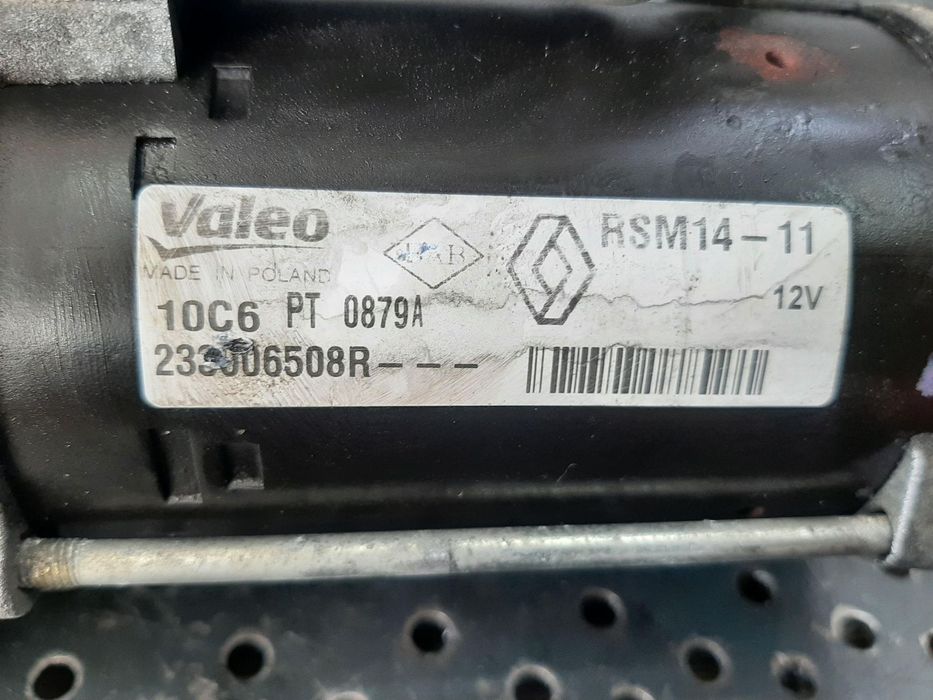 Valeo
MADE IN POLAND
RSM14-11
12V
10C6 PT 0879A
233006508R---